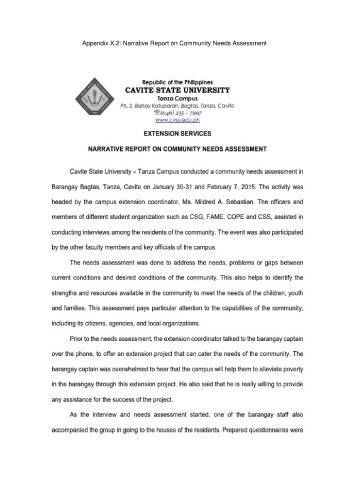 Appendix X.2: Narrative Report on Community Needs Assessment
Republic of the Philippines
CAVITE STATE UNIVERSITY
Tanza Campus
Ph. 2, Bahay Katuparan, Bagtas, Tanza, Cavite
☏(046) 235 – 7997
www.cvsu.edu.ph
EXTENSION SERVICES
NARRATIVE REPORT ON COMMUNITY NEEDS ASSESSMENT
Cavite State University – Tanza Campus conducted a community needs assessment in
Barangay Bagtas, Tanza, Cavite on January 30-31 and February 7, 2015. The activity was
headed by the campus extension coordinator, Ms. Mildred A. Sebastian. The officers and
members of different student organization such as CSG, FAME, COPE and CSS, assisted in
conducting interviews among the residents of the community. The event was also participated
by the other faculty members and key officials of the campus.
The needs assessment was done to address the needs, problems or gaps between
current conditions and desired conditions of the community. This also helps to identify the
strengths and resources available in the community to meet the needs of the children, youth
and families. This assessment pays particular attention to the capabilities of the community,
including its citizens, agencies, and local organizations.
Prior to the needs assessment, the extension coordinator talked to the barangay captain
over the phone, to offer an extension project that can cater the needs of the community. The
barangay captain was overwhelmed to hear that the campus will help them to alleviate poverty
in the barangay through this extension project. He also said that he is really willing to provide
any assistance for the success of the project.
As the interview and needs assessment started, one of the barangay staff also
accompanied the group in going to the houses of the residents. Prepared questionnaires were